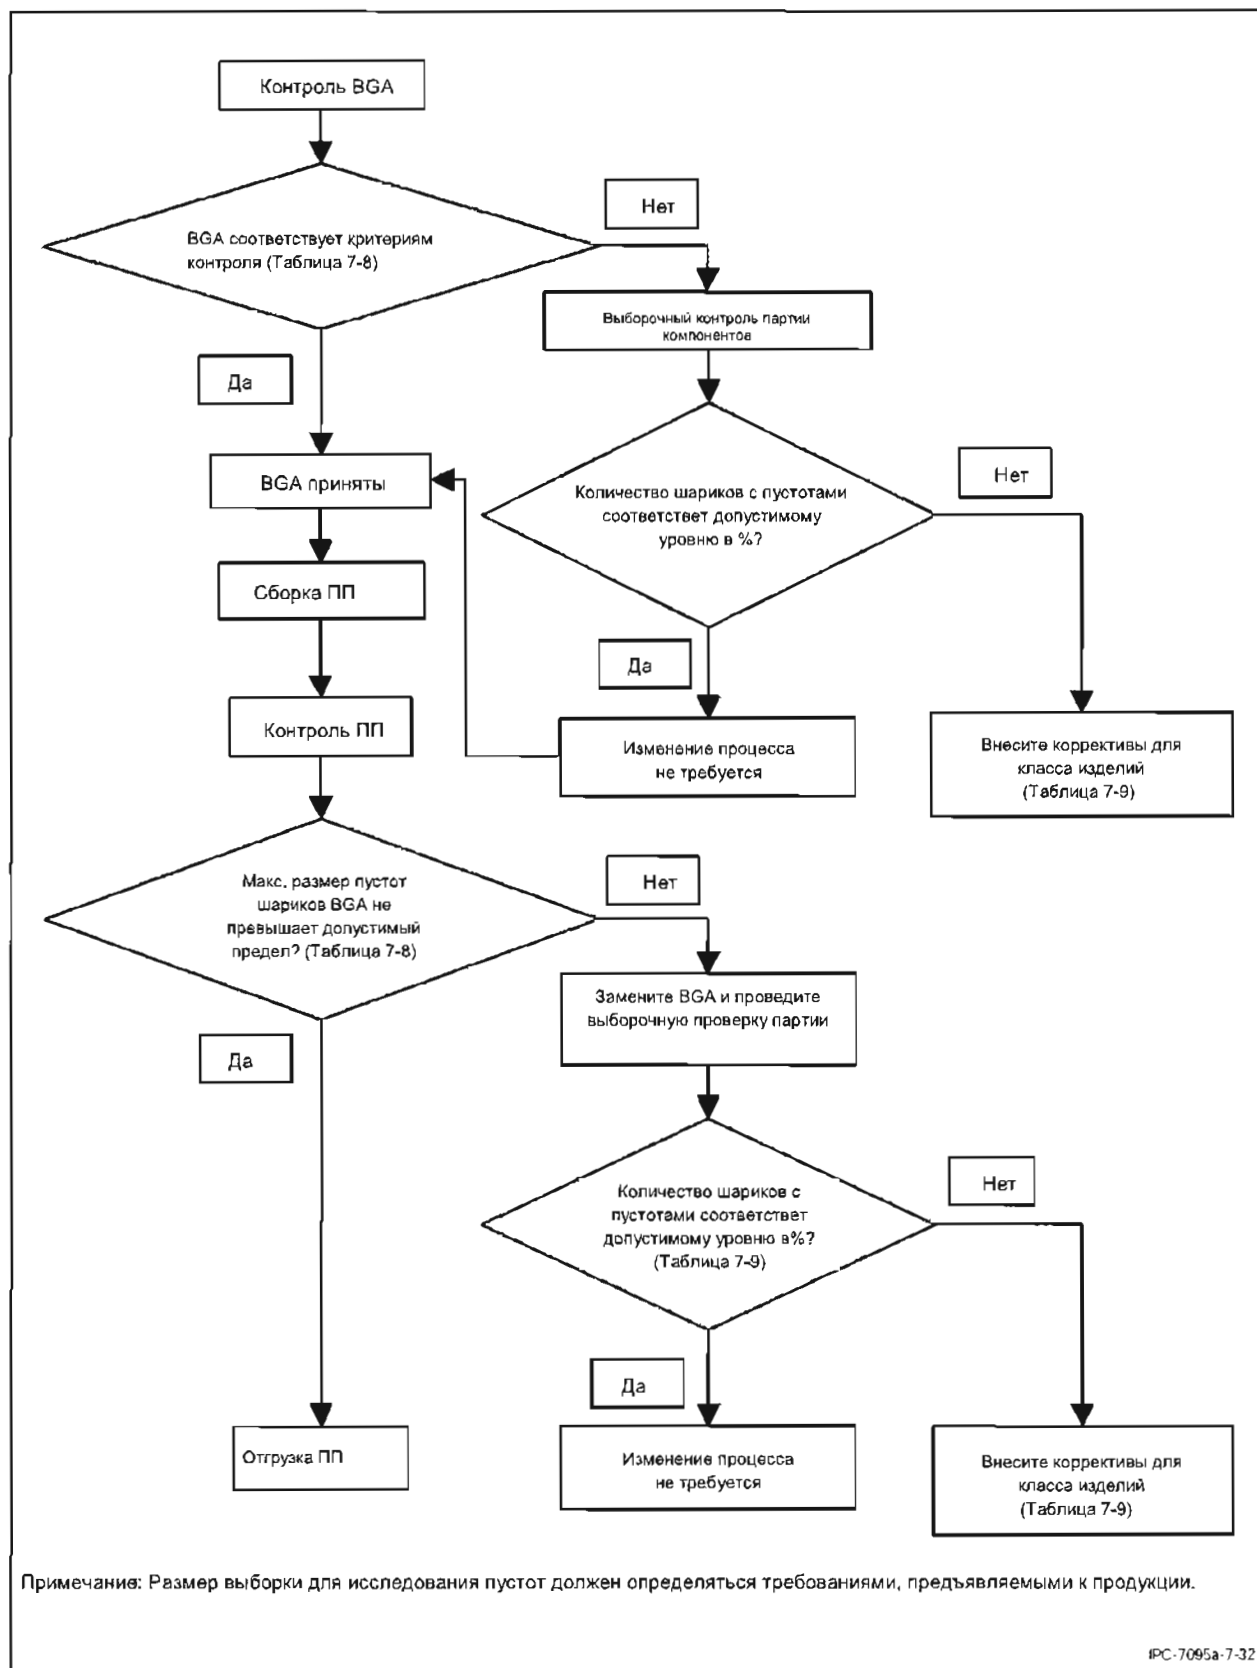 Контроль BGA
Нет
BGA соответствует критериям
контроля (Таблица 7-8)
Выборочный контроль партии
компонентов
Да
BGA приняты
Нет
Количество шариков с пустотами
соответствет допустимому
уровню в %?
Сборка ПП
Да
Контроль ПП
Изменение процесса
не требуется
Внесите коррективы для
класса изделий
(Таблица 7-9)
Нет
Макс. размер пустот
шариков BGA не
превышает допустимый
предел? (Таблица 7-8)
Замените BGA и проведите
выборочную проверку партии
Да
Нет
Количество шариков с
пустотами соответствет
допустимому уровню в%?
(Таблица 7-9)
Да
Отгрузка ПП
Изменение процесса
не требуется
Внесите коррективы для
класса изделий
(Таблица 7-9)
Примечание: Размер выборки для исследования пустот должен определяться требованиями, предъявляемыми к продукции.
IPC-7095a-7-32